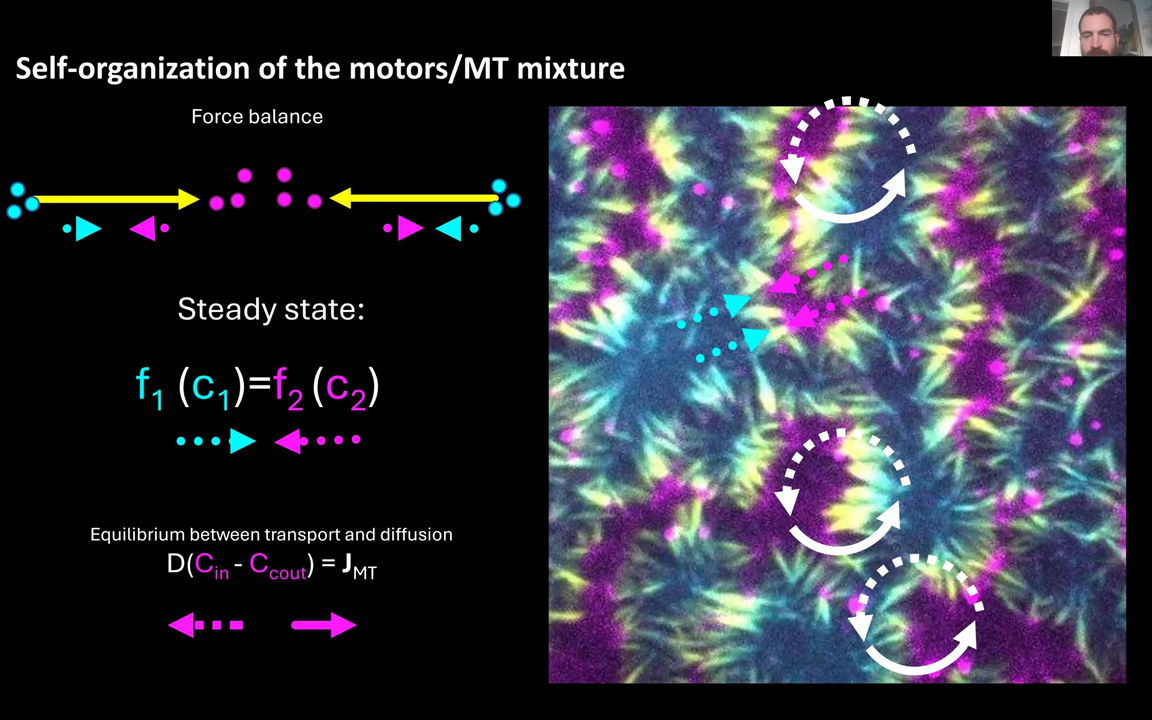 Self-organization of the motors/MT mixture
Force balance
Steady state:
f1 (c1)=f2 (c2)
Equilibrium between transport and diffusion
D(Cin - Ccout) = JMT